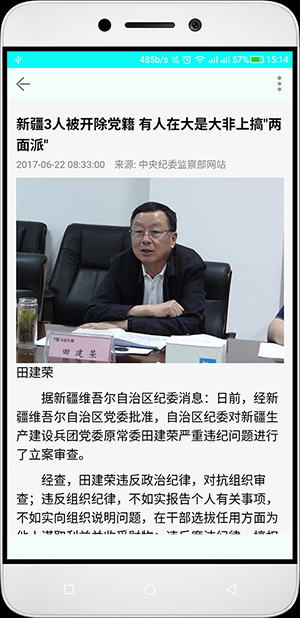 485b/s 57% 15:14
新疆3人被开除党籍 有人在大是大非上搞"两
面派"
2017-06-22 08:33:00 来源: 中央纪委监察部网站
田建荣
田建荣
据新疆维吾尔自治区纪委消息：日前，经新
疆维吾尔自治区党委批准，自治区纪委对新疆生
产建设兵团党委原常委田建荣严重违纪问题进行
了立案审查。
经查，田建荣违反政治纪律，对抗组织审
查；违反组织纪律，不如实报告个人有关事项，
不如实向组织说明问题，在干部选拔任用方面为